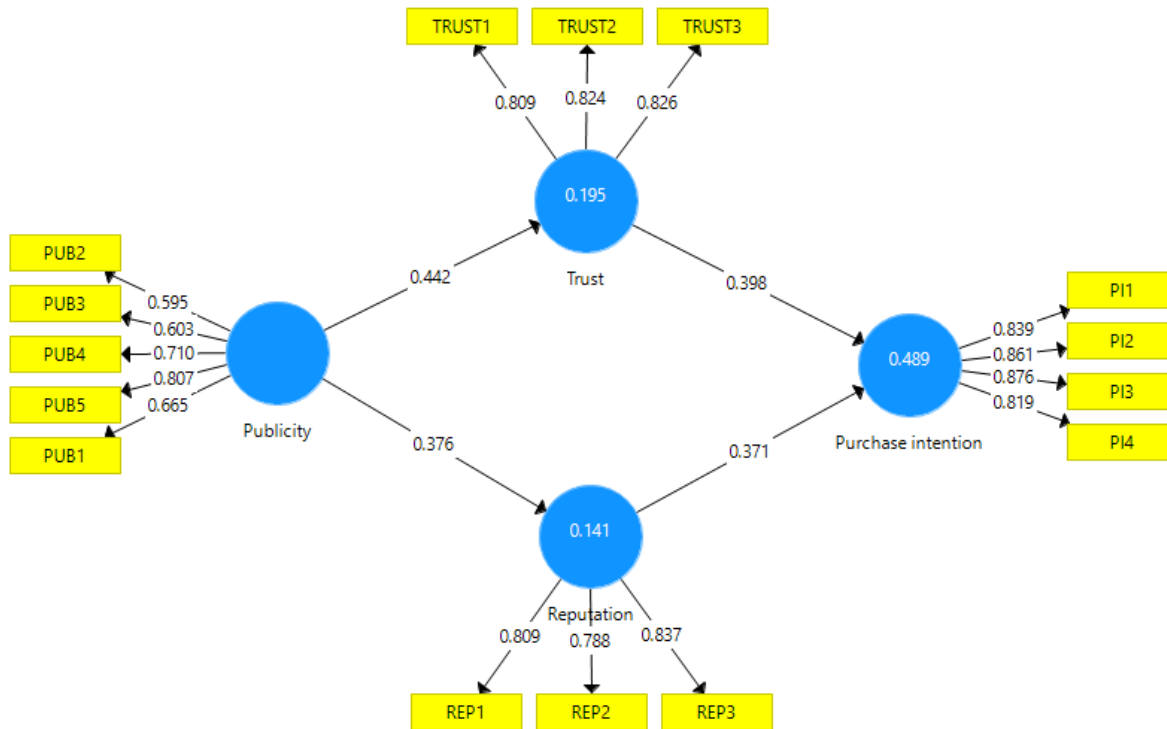 TRUST1 TRUST2 TRUST3
0.809 0.824 0.826
0.195
Trust
PUB2
PUB3
PUB4
PUB5
PUB1
0.595
0.603
0.710
0.807
0.665
Publicity
0.442
0.376
0.398
0.371
0.489
Purchase intention
0.839
0.861
0.876
0.819
PI1
PI2
PI3
PI4
0.141
Reputation
0.809 0.788 0.837
REP1 REP2 REP3